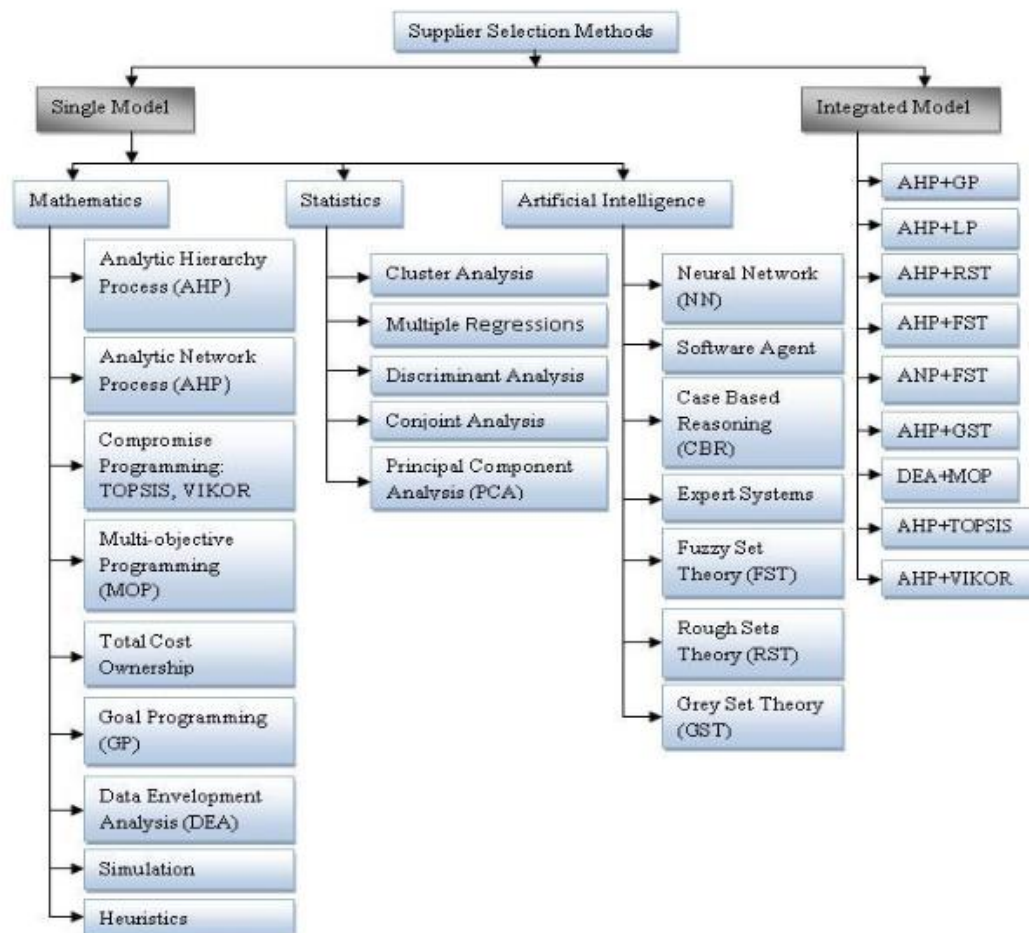 Supplier Selection Methods
Single Model
Integrated Model
Mathematics
Statistics
Artificial Intelligence
Analytic Hierarchy
Process (AHP)
Analytic Network
Process (AHP)
Compromise
Programming:
TOPSIS, VIKOR
Multi-objective
Programming
(MOP)
Total Cost
Ownership
Goal Programming
(GP)
Data Envelopment
Analysis (DEA)
Simulation
Heuristics
Cluster Analysis
Multiple Regressions
Discriminant Analysis
Conjoint Analysis
Principal Component
Analysis (PCA)
Neural Network
(NN)
Software Agent
Case Based
Reasoning
(CBR)
Expert Systems
Fuzzy Set
Theory (FST)
Rough Sets
Theory (RST)
Grey Set Theory
(GST)
AHP+GP
AHP+LP
AHP+RST
AHP+FST
ANP+FST
AHP+GST
DEA+MOP
AHP+TOPSIS
AHP+VIKOR